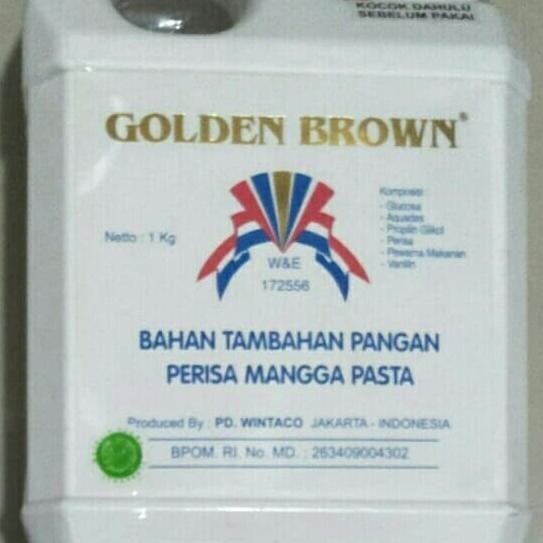 KOCOK DAHULU
SEBELUM PAKAI
GOLDEN BROWN®
Komposisi :
- Glucosa
- Aquades
- Propilin Glikol
- Perisa
- Pewarna Makanan
- Vanilin
Netto : 1 Kg
W&E
172556
BAHAN TAMBAHAN PANGAN
PERISA MANGGA PASTA
Produced By : PD. WINTACO JAKARTA - INDONESIA
BPOM. RI. No. MD. : 263409004302